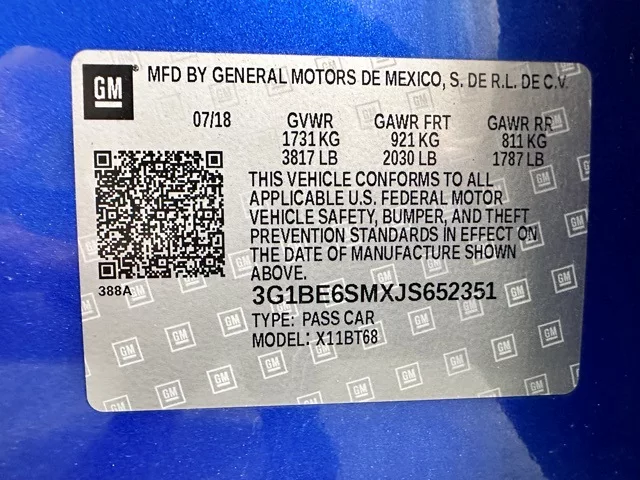 GM MFD BY GENERAL MOTORS DE MEXICO, S. DE R.L. DE C.V.
07/18 GVWR GAWR FRT GAWR RR
1731 KG 921 KG 811 KG
3817 LB 2030 LB 1787 LB
THIS VEHICLE CONFORMS TO ALL
APPLICABLE U.S. FEDERAL MOTOR
VEHICLE SAFETY, BUMPER, AND THEFT
PREVENTION STANDARDS IN EFFECT ON
THE DATE OF MANUFACTURE SHOWN
ABOVE.
388A
3G1BE6SMXJS652351
TYPE: PASS CAR
MODEL: X11BT68